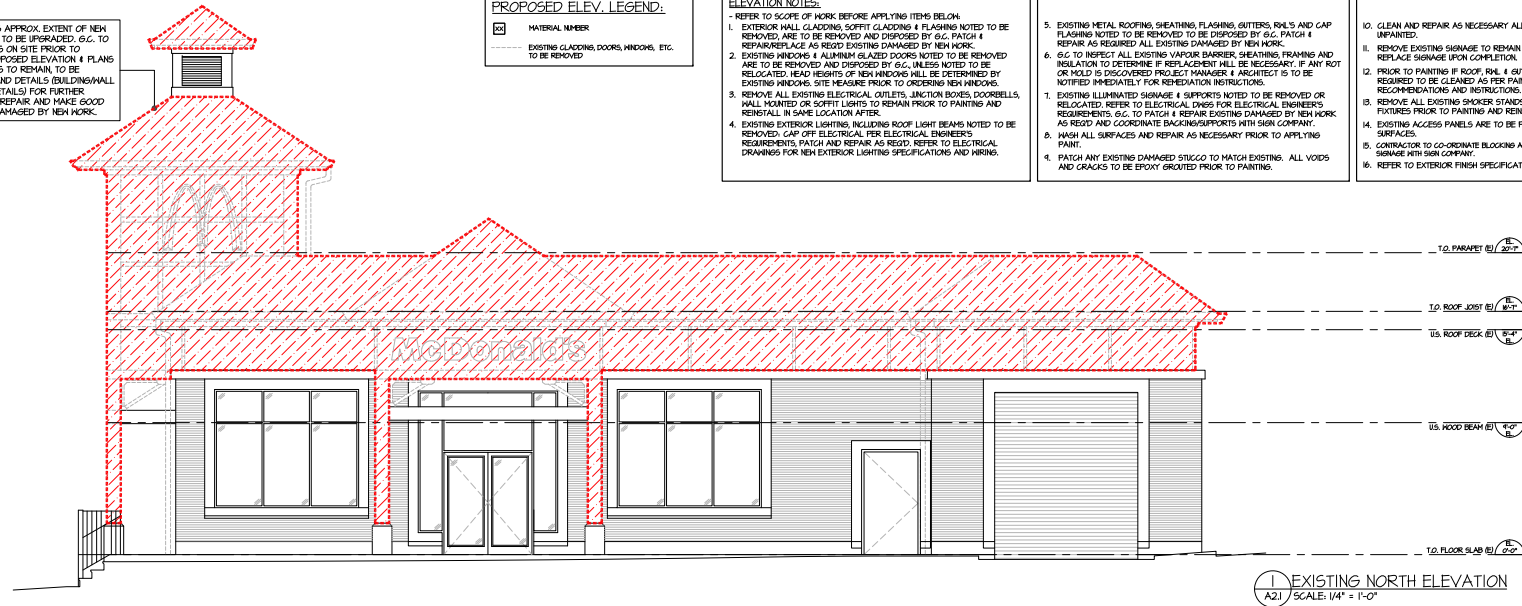 APPROX. EXTENT OF NEW
TO BE UPGRADED. G.C. TO
ON SITE PRIOR TO
POSED ELEVATION & PLANS
TO REMAIN, TO BE
ND DETAILS (BUILDING/WALL
ETAILS) FOR FURTHER
REPAIR AND MAKE GOOD
AMAGED BY NEW WORK.
PROPOSED ELEV. LEGEND:
XX MATERIAL NUMBER
EXISTING CLADDING, DOORS, WINDOWS, ETC.
TO BE REMOVED
ELEVATION NOTES:
- REFER TO SCOPE OF WORK BEFORE APPLYING ITEMS BELOW:
1. EXTERIOR WALL CLADDING, SOFFIT CLADDING & FLASHING NOTED TO BE
REMOVED, ARE TO BE REMOVED AND DISPOSED BY G.C. PATCH &
REPAIR/REPLACE AS REQ'D EXISTING DAMAGED BY NEW WORK.
2. EXISTING WINDOWS & ALUMINUM GLAZED DOORS NOTED TO BE REMOVED
ARE TO BE REMOVED AND DISPOSED BY G.C., UNLESS NOTED TO BE
RELOCATED. HEAD HEIGHTS OF NEW WINDOWS WILL BE DETERMINED BY
EXISTING WINDOWS. SITE MEASURE PRIOR TO ORDERING NEW WINDOWS.
3. REMOVE ALL EXISTING ELECTRICAL OUTLETS, JUNCTION BOXES, DOORBELLS,
WALL MOUNTED OR SOFFIT LIGHTS TO REMAIN PRIOR TO PAINTING AND
REINSTALL IN SAME LOCATION AFTER.
4. EXISTING EXTERIOR LIGHTING, INCLUDING ROOF LIGHT BEAMS NOTED TO BE
REMOVED: CAP OFF ELECTRICAL PER ELECTRICAL ENGINEER'S
REQUIREMENTS, PATCH AND REPAIR AS REQ'D. REFER TO ELECTRICAL
DRAWINGS FOR NEW EXTERIOR LIGHTING SPECIFICATIONS AND WIRING.
5. EXISTING METAL ROOFING, SHEATHING, FLASHING, GUTTERS, RWL'S AND CAP
FLASHING NOTED TO BE REMOVED TO BE DISPOSED BY G.C. PATCH &
REPAIR AS REQUIRED ALL EXISTING DAMAGED BY NEW WORK.
6. G.C TO INSPECT ALL EXISTING VAPOUR BARRIER, SHEATHING, FRAMING AND
INSULATION TO DETERMINE IF REPLACEMENT WILL BE NECESSARY. IF ANY ROT
OR MOLD IS DISCOVERED PROJECT MANAGER & ARCHITECT IS TO BE
NOTIFIED IMMEDIATELY FOR REMEDIATION INSTRUCTIONS.
7. EXISTING ILLUMINATED SIGNAGE & SUPPORTS NOTED TO BE REMOVED OR
RELOCATED. REFER TO ELECTRICAL DWGS FOR ELECTRICAL ENGINEER'S
REQUIREMENTS. G.C. TO PATCH & REPAIR EXISTING DAMAGED BY NEW WORK
AS REQ'D AND COORDINATE BACKING/SUPPORTS WITH SIGN COMPANY.
8. WASH ALL SURFACES AND REPAIR AS NECESSARY PRIOR TO APPLYING
PAINT.
9. PATCH ANY EXISTING DAMAGED STUCCO TO MATCH EXISTING. ALL VOIDS
AND CRACKS TO BE EPOXY GROUTED PRIOR TO PAINTING.
10. CLEAN AND REPAIR AS NECESSARY AL
UNPAINTED.
11. REMOVE EXISTING SIGNAGE TO REMAIN
REPLACE SIGNAGE UPON COMPLETION.
12. PRIOR TO PAINTING IF ROOF, RWL & GU
REQUIRED TO BE CLEANED AS PER PAIN
RECOMMENDATIONS AND INSTRUCTIONS.
13. REMOVE ALL EXISTING SMOKER STANDS
FIXTURES PRIOR TO PAINTING AND REIN
14. EXISTING ACCESS PANELS ARE TO BE P
SURFACES.
15. CONTRACTOR TO CO-ORDINATE BLOCKING A
SIGNAGE WITH SIGN COMPANY.
16. REFER TO EXTERIOR FINISH SPECIFICAT
T.O. PARAPET (E) EL. 20'-7"
T.O. ROOF JOIST (E) EL. 16'-7"
U.S. ROOF DECK (E) 15'-4" EL.
McDonald's
U.S. WOOD BEAM (E) 9'-0" EL.
T.O. FLOOR SLAB (E) EL. 0'-0"
1 EXISTING NORTH ELEVATION
A2.1 SCALE: 1/4" = 1'-0"